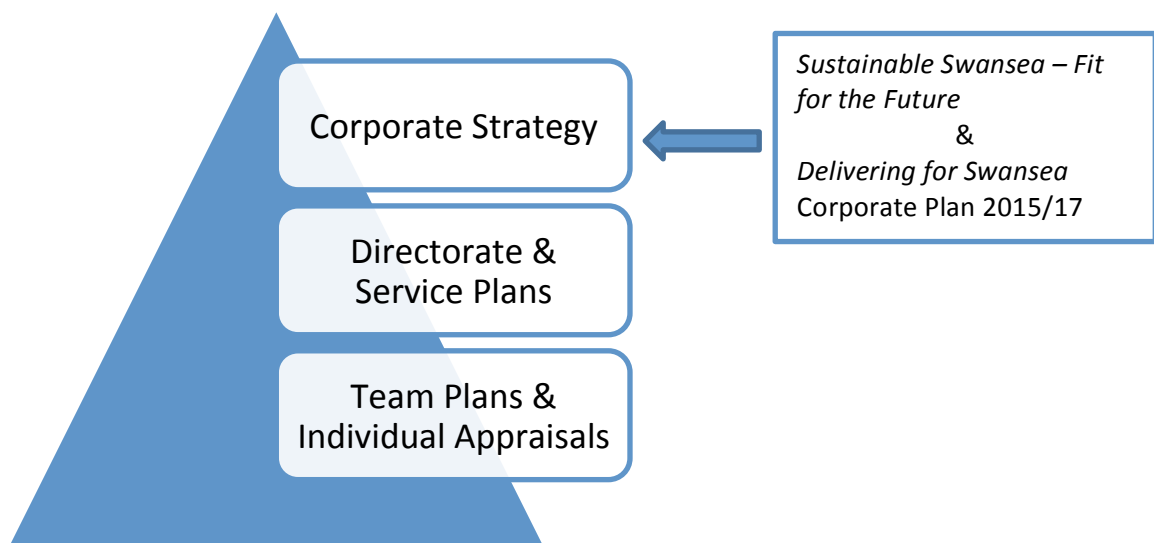 Corporate Strategy
Sustainable Swansea – Fit
for the Future
&
Delivering for Swansea
Corporate Plan 2015/17
Directorate &
Service Plans
Team Plans &
Individual Appraisals